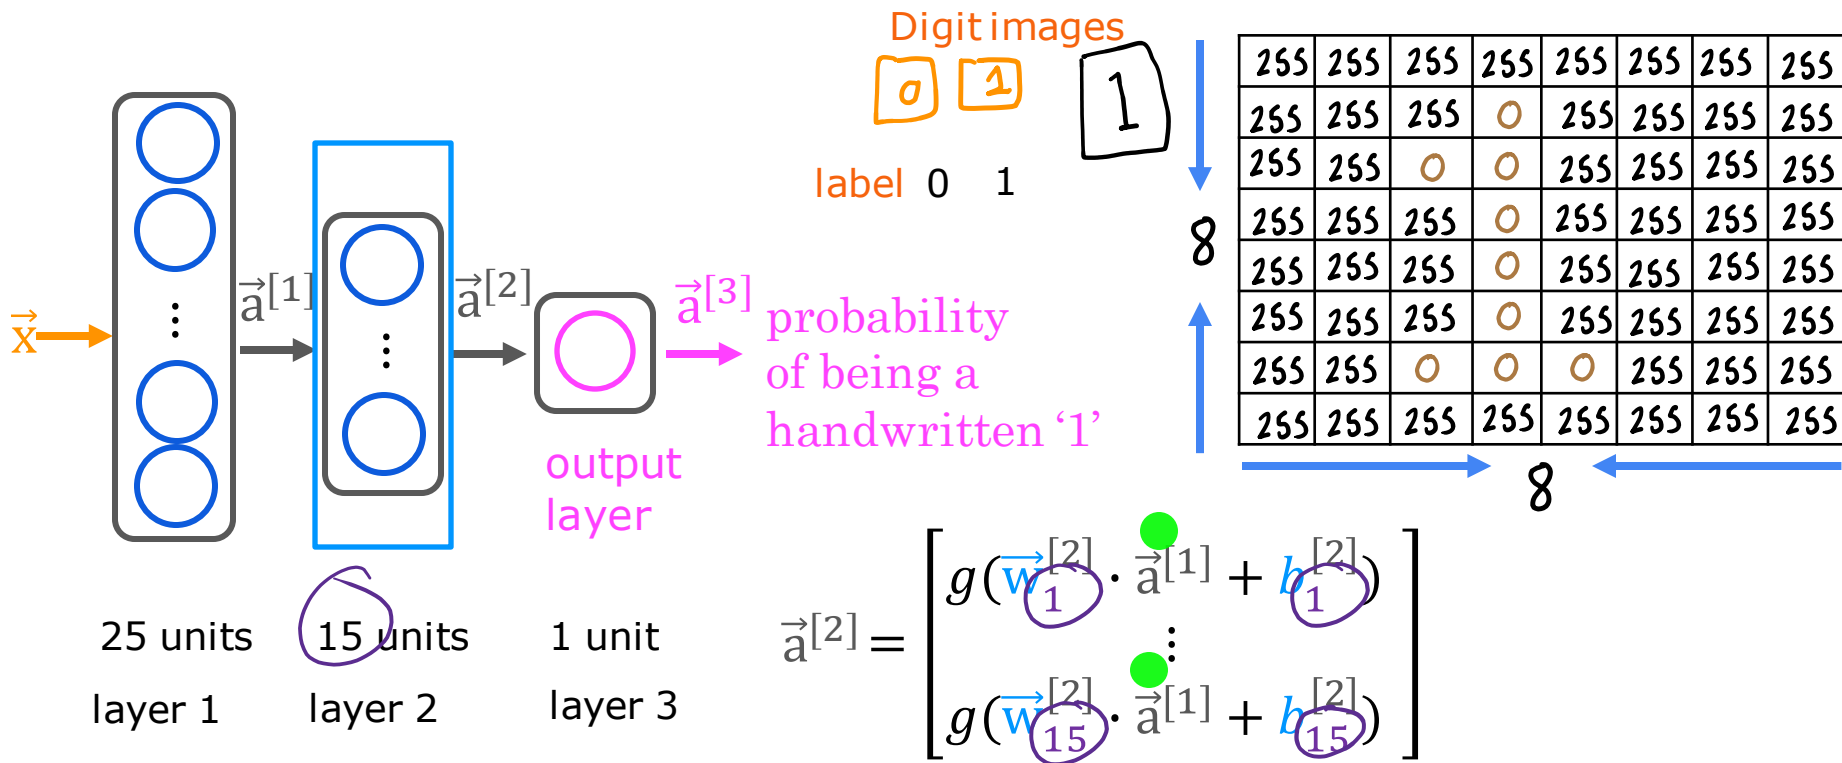 Digit images
0 1 1
label 0 1
x⃗
a⃗[1]
a⃗[2]
a⃗[3]
probability
of being a
handwritten ‘1’
output
layer
25 units 15 units 1 unit
layer 1 layer 2 layer 3
255 255 255 255 255 255 255 255
255 255 255 0 255 255 255 255
255 255 0 0 255 255 255 255
255 255 255 0 255 255 255 255
255 255 255 0 255 255 255 255
255 255 255 0 255 255 255 255
255 255 0 0 0 255 255 255
255 255 255 255 255 255 255 255
8
8
a⃗[2] =
g(w⃗1[2] · a⃗[1] + b1[2])
⋮
g(w⃗15[2] · a⃗[1] + b15[2])